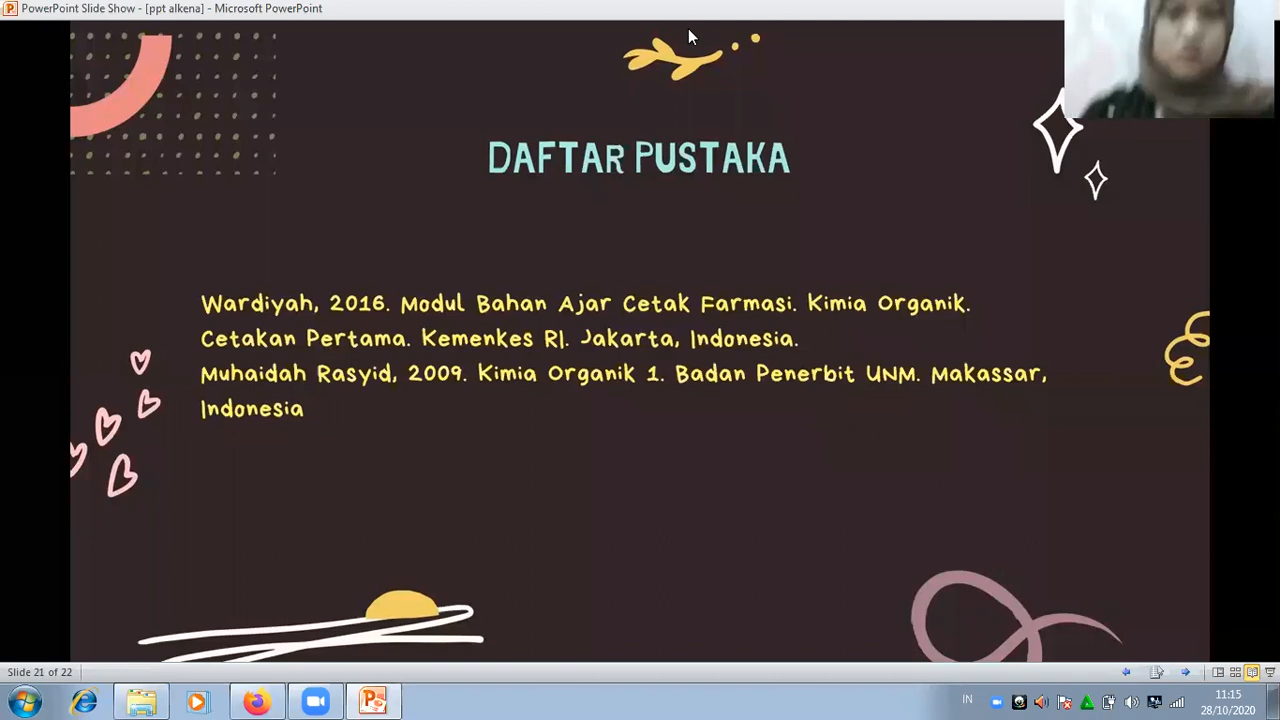 PowerPoint Slide Show - [ppt alkena] - Microsoft PowerPoint
DAFTAR PUSTAKA
Wardiyah, 2016. Modul Bahan Ajar Cetak Farmasi. Kimia Organik.
Cetakan Pertama. Kemenkes RI. Jakarta, Indonesia.
Muhaidah Rasyid, 2009. Kimia Organik 1. Badan Penerbit UNM. Makassar,
Indonesia
Slide 21 of 22
IN
11:15
28/10/2020